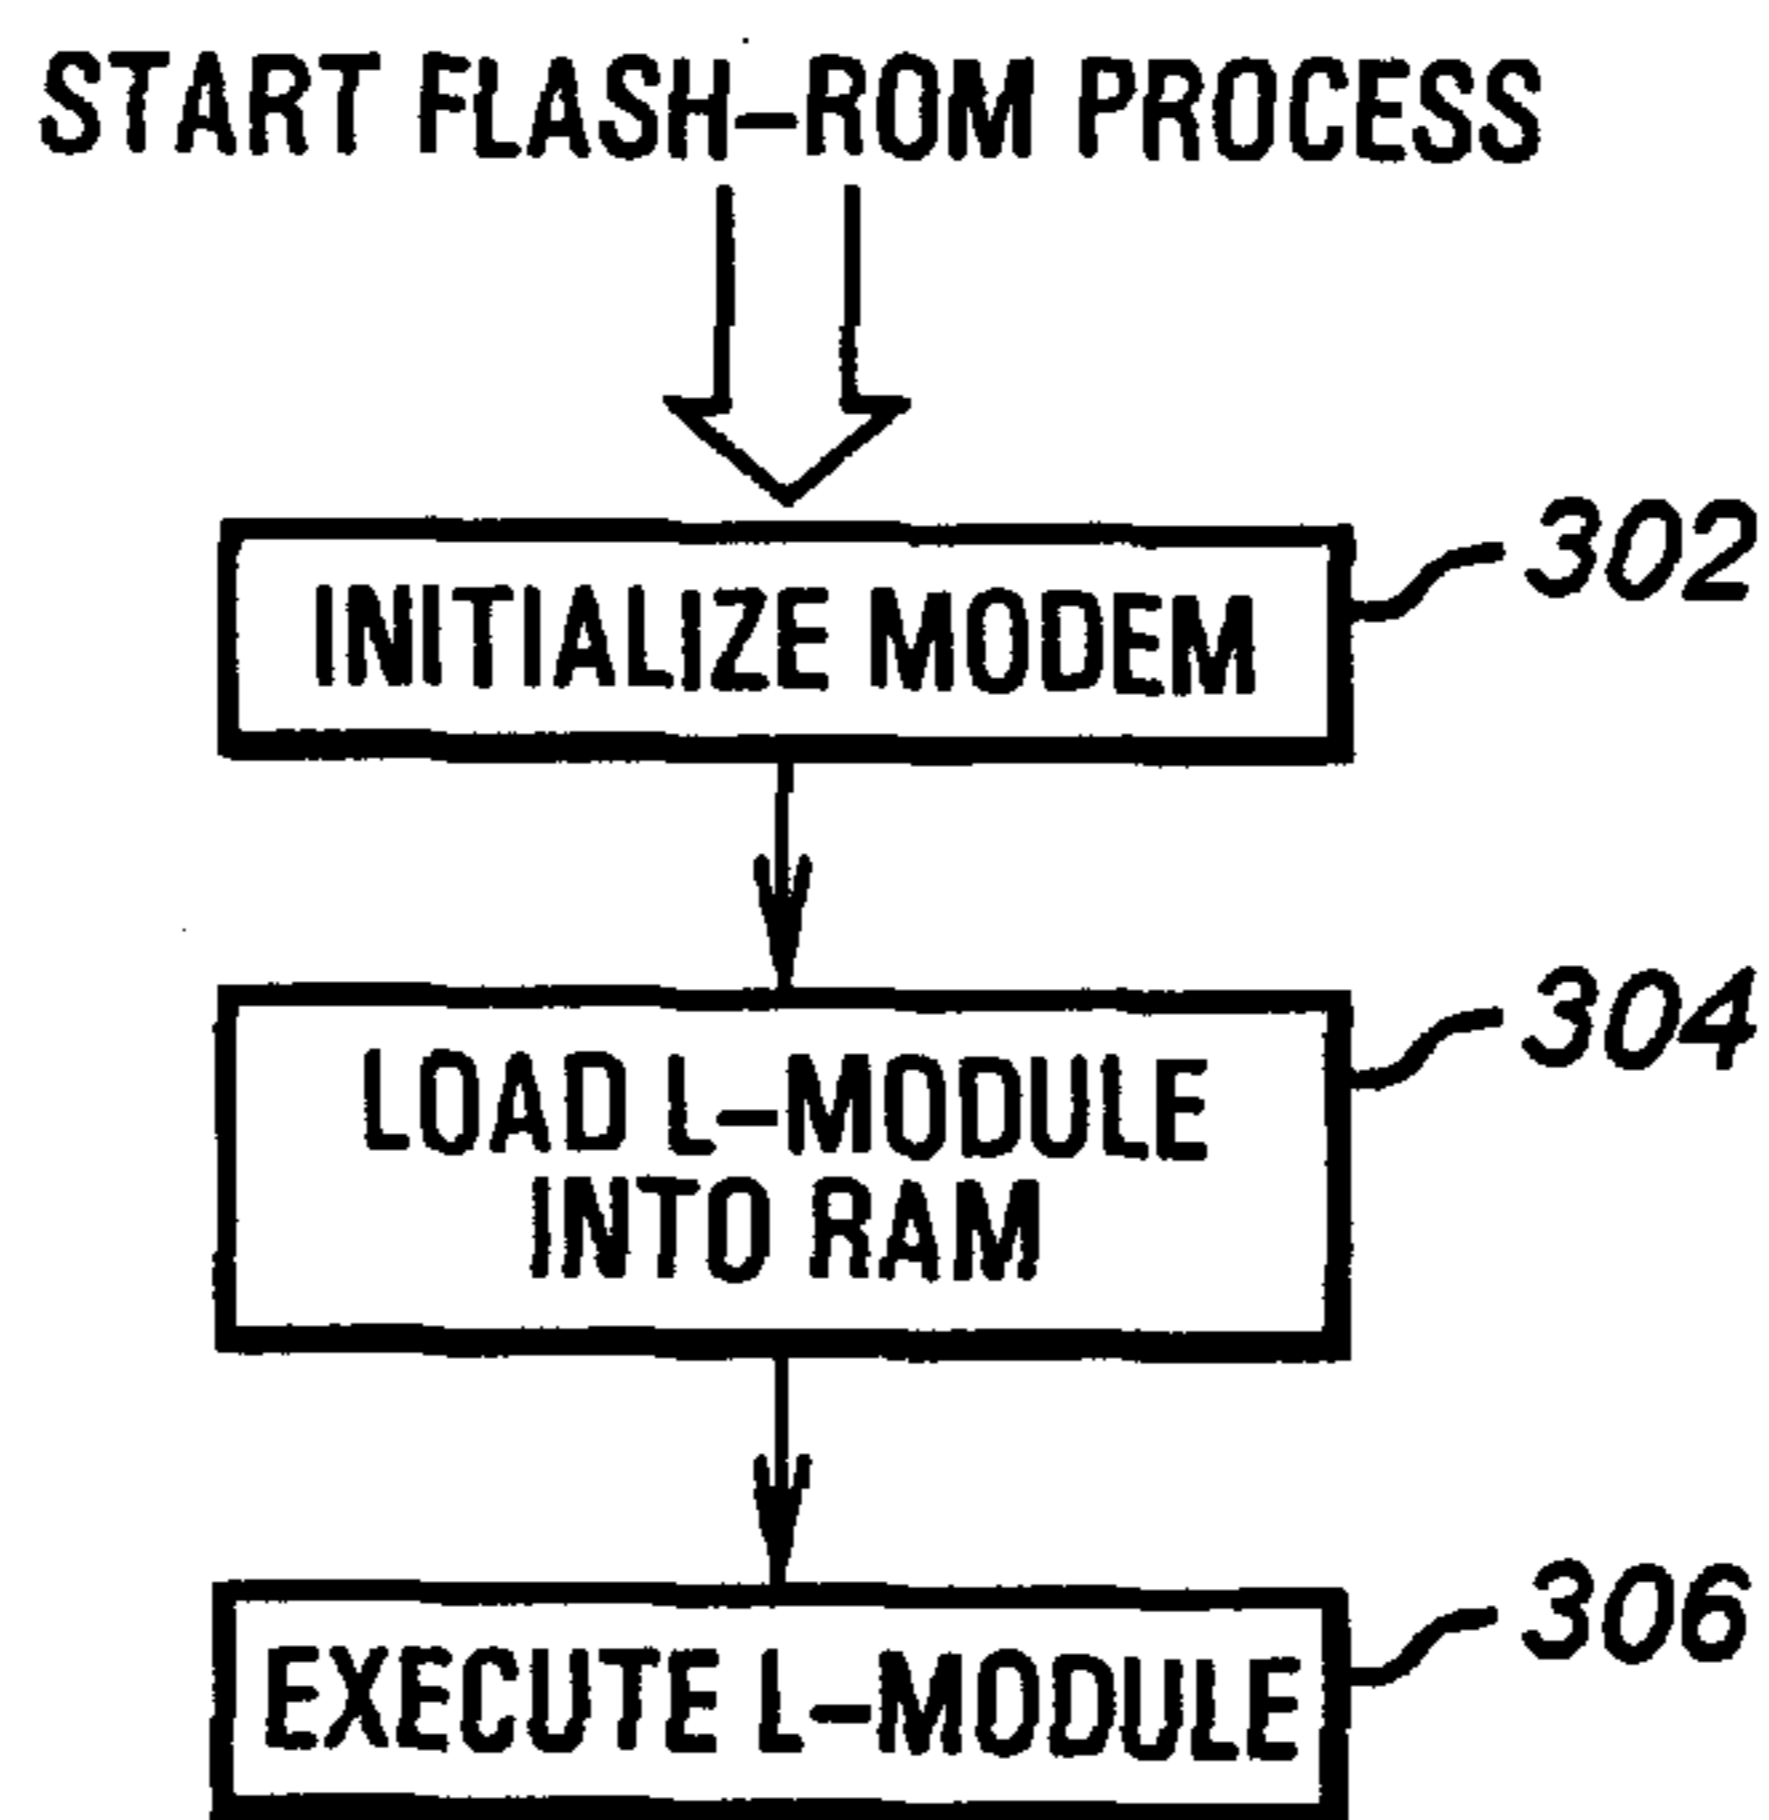 START FLASH-ROM PROCESS
INITIALIZE MODEM
302
LOAD L-MODULE
INTO RAM
304
EXECUTE L-MODULE
306